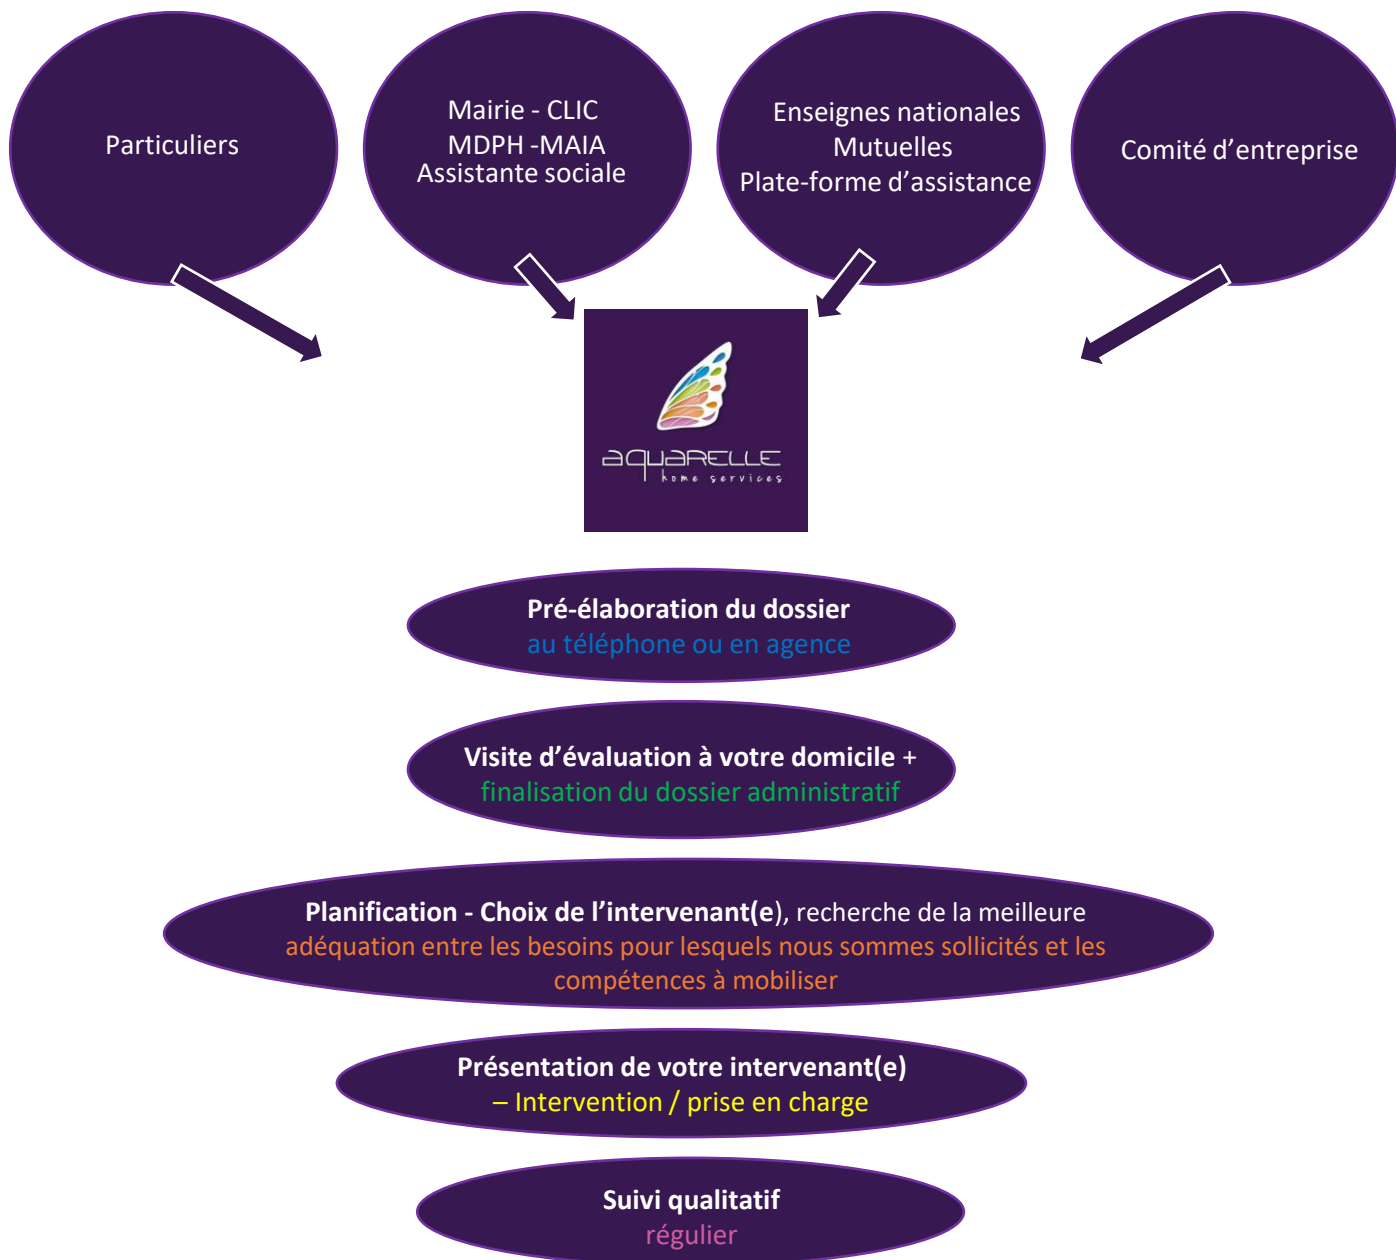 Particuliers
Mairie - CLIC
MDPH -MAIA
Assistante sociale
Enseignes nationales
Mutuelles
Plate-forme d’assistance
Comité d’entreprise
aquarelle
home services
Pré-élaboration du dossier
au téléphone ou en agence
Visite d’évaluation à votre domicile +
finalisation du dossier administratif
Planification - Choix de l’intervenant(e), recherche de la meilleure
adéquation entre les besoins pour lesquels nous sommes sollicités et les
compétences à mobiliser
Présentation de votre intervenant(e)
– Intervention / prise en charge
Suivi qualitatif
régulier